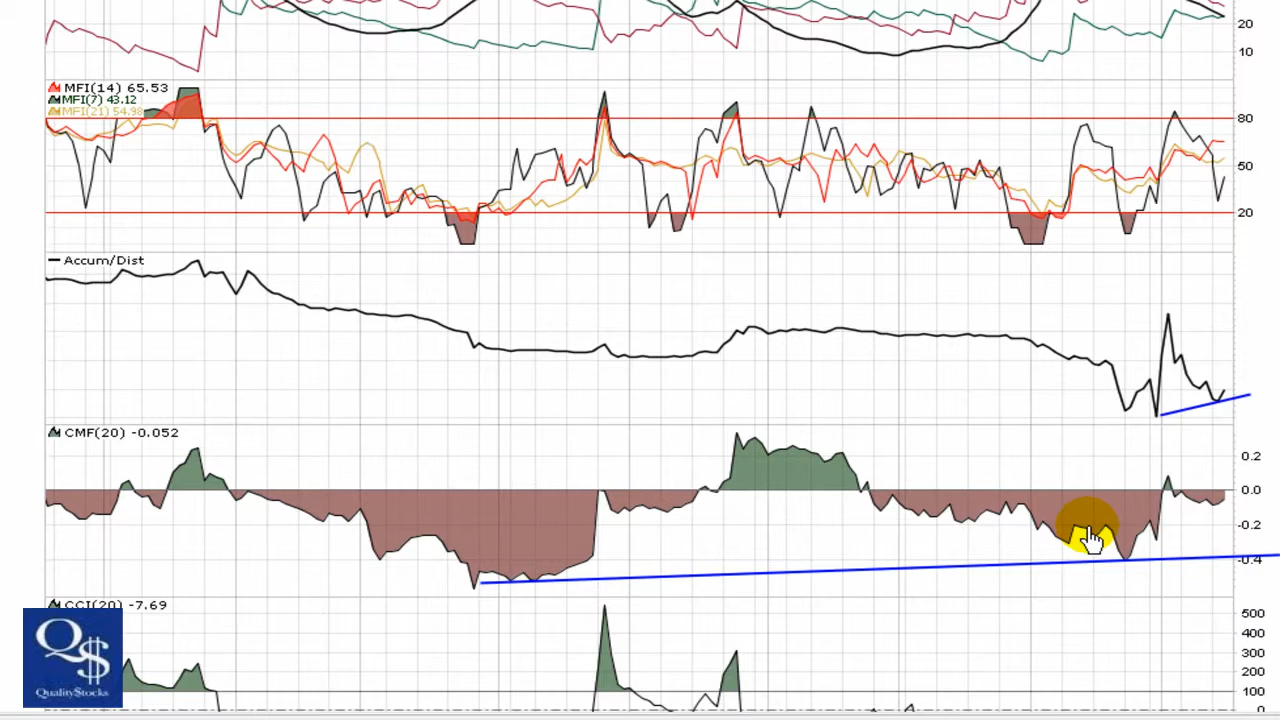 20
10
MFI(14) 65.53
MFI(7) 43.12
MFI(21) 54.98
80
50
20
Accum/Dist
CMF(20) -0.052
0.2
0.0
-0.2
-0.4
CCI(20) -7.69
500
400
300
200
100
0
Q$
QualityStocks